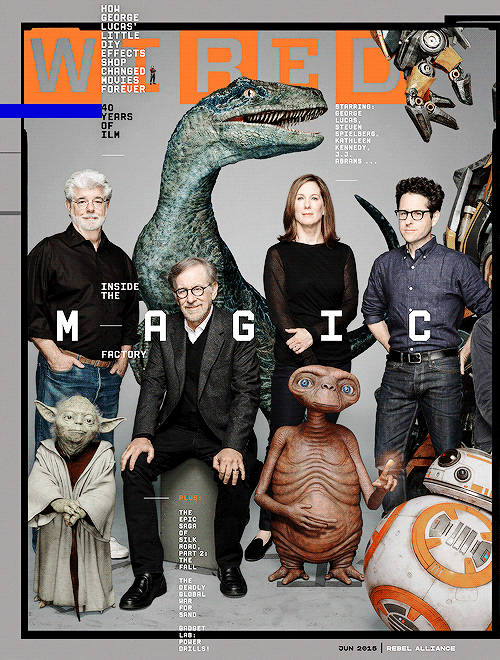 HOW
GEORGE
LUCAS'
LITTLE
DIY
EFFECTS
SHOP
CHANGED
MOVIES
FOREVER
WIRED
40
YEARS
OF
ILM
STARRING:
GEORGE
LUCAS,
STEVEN
SPIELBERG,
KATHLEEN
KENNEDY,
J.J.
ABRAMS ...
INSIDE
THE
MAGIC
FACTORY
PLUS:
THE
EPIC
SAGA
OF
SILK
ROAD,
PART 2:
THE
FALL
THE
DEADLY
GLOBAL
WAR
FOR
SAND
GADGET
LAB:
POWER
DRILLS!
JUN 2015 | REBEL ALLIANCE